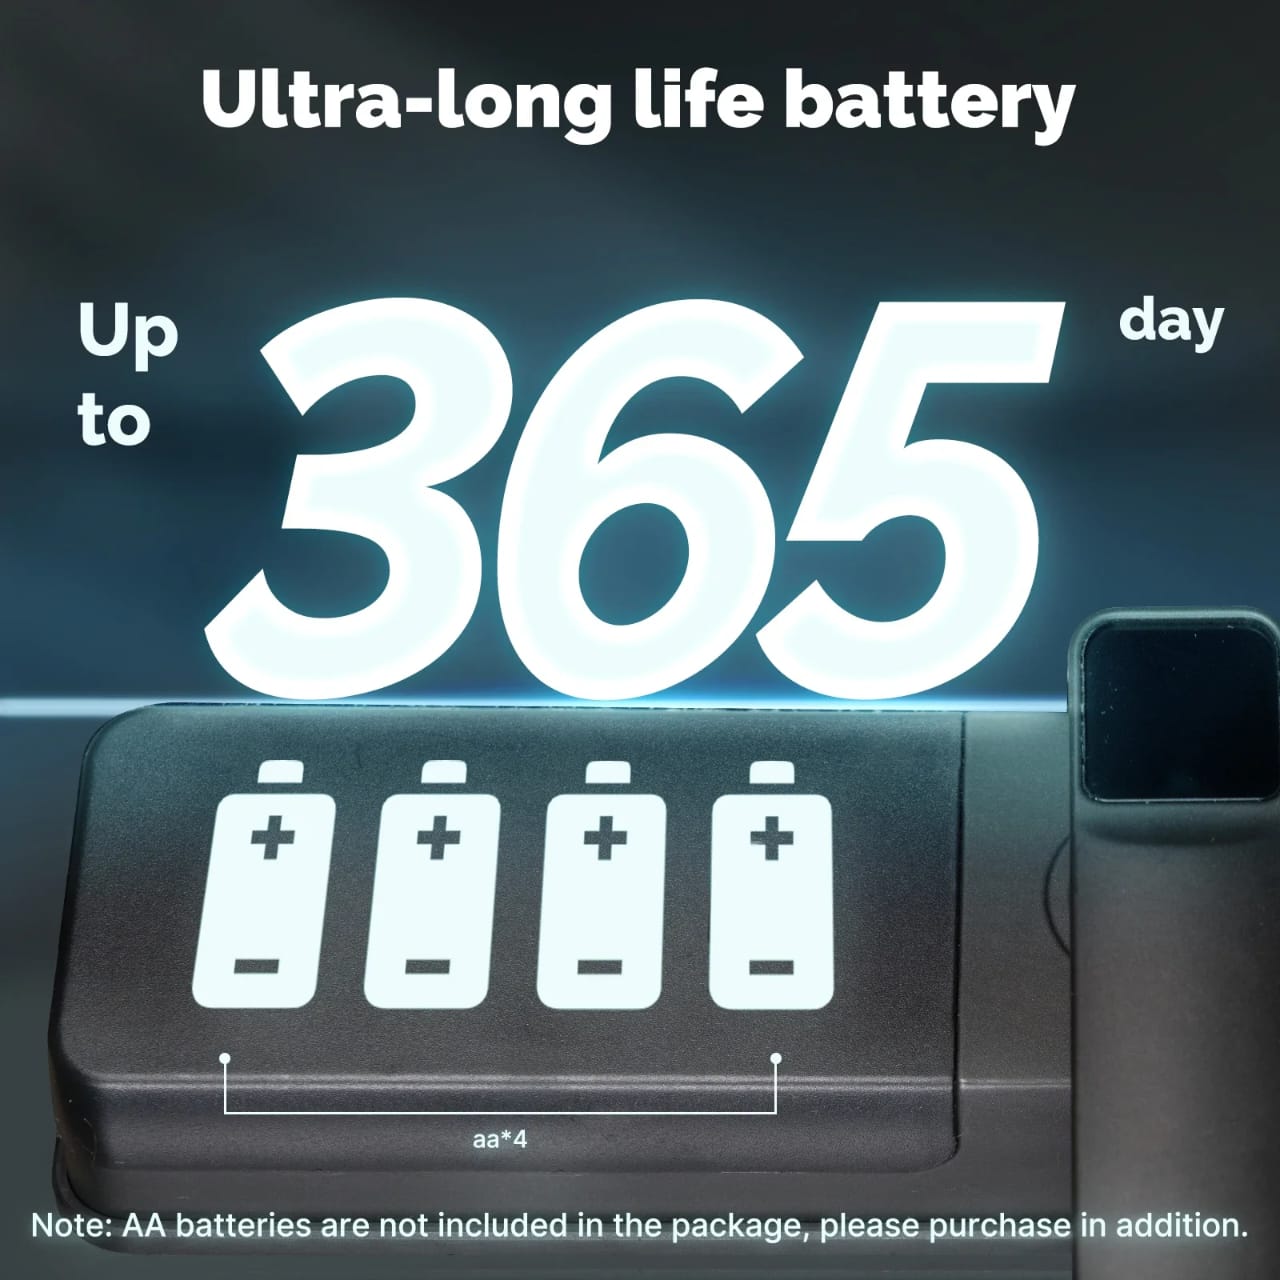 Ultra-long life battery
Up
to
365
day
aa*4
Note: AA batteries are not included in the package, please purchase in addition.